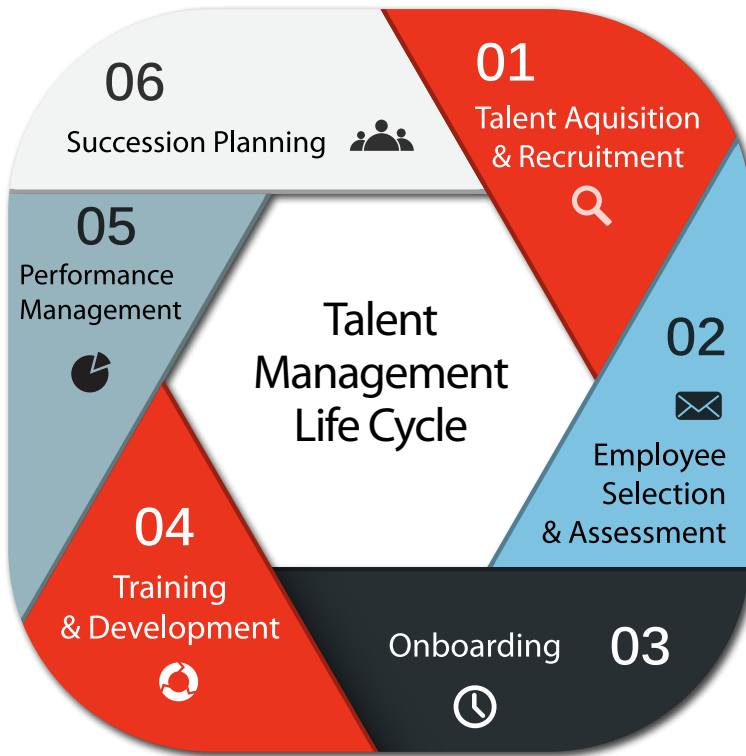 01
Talent Aquisition
& Recruitment
02
Employee
Selection
& Assessment
Onboarding
03
04
Training
& Development
05
Performance
Management
06
Succession Planning
Talent
Management
Life Cycle